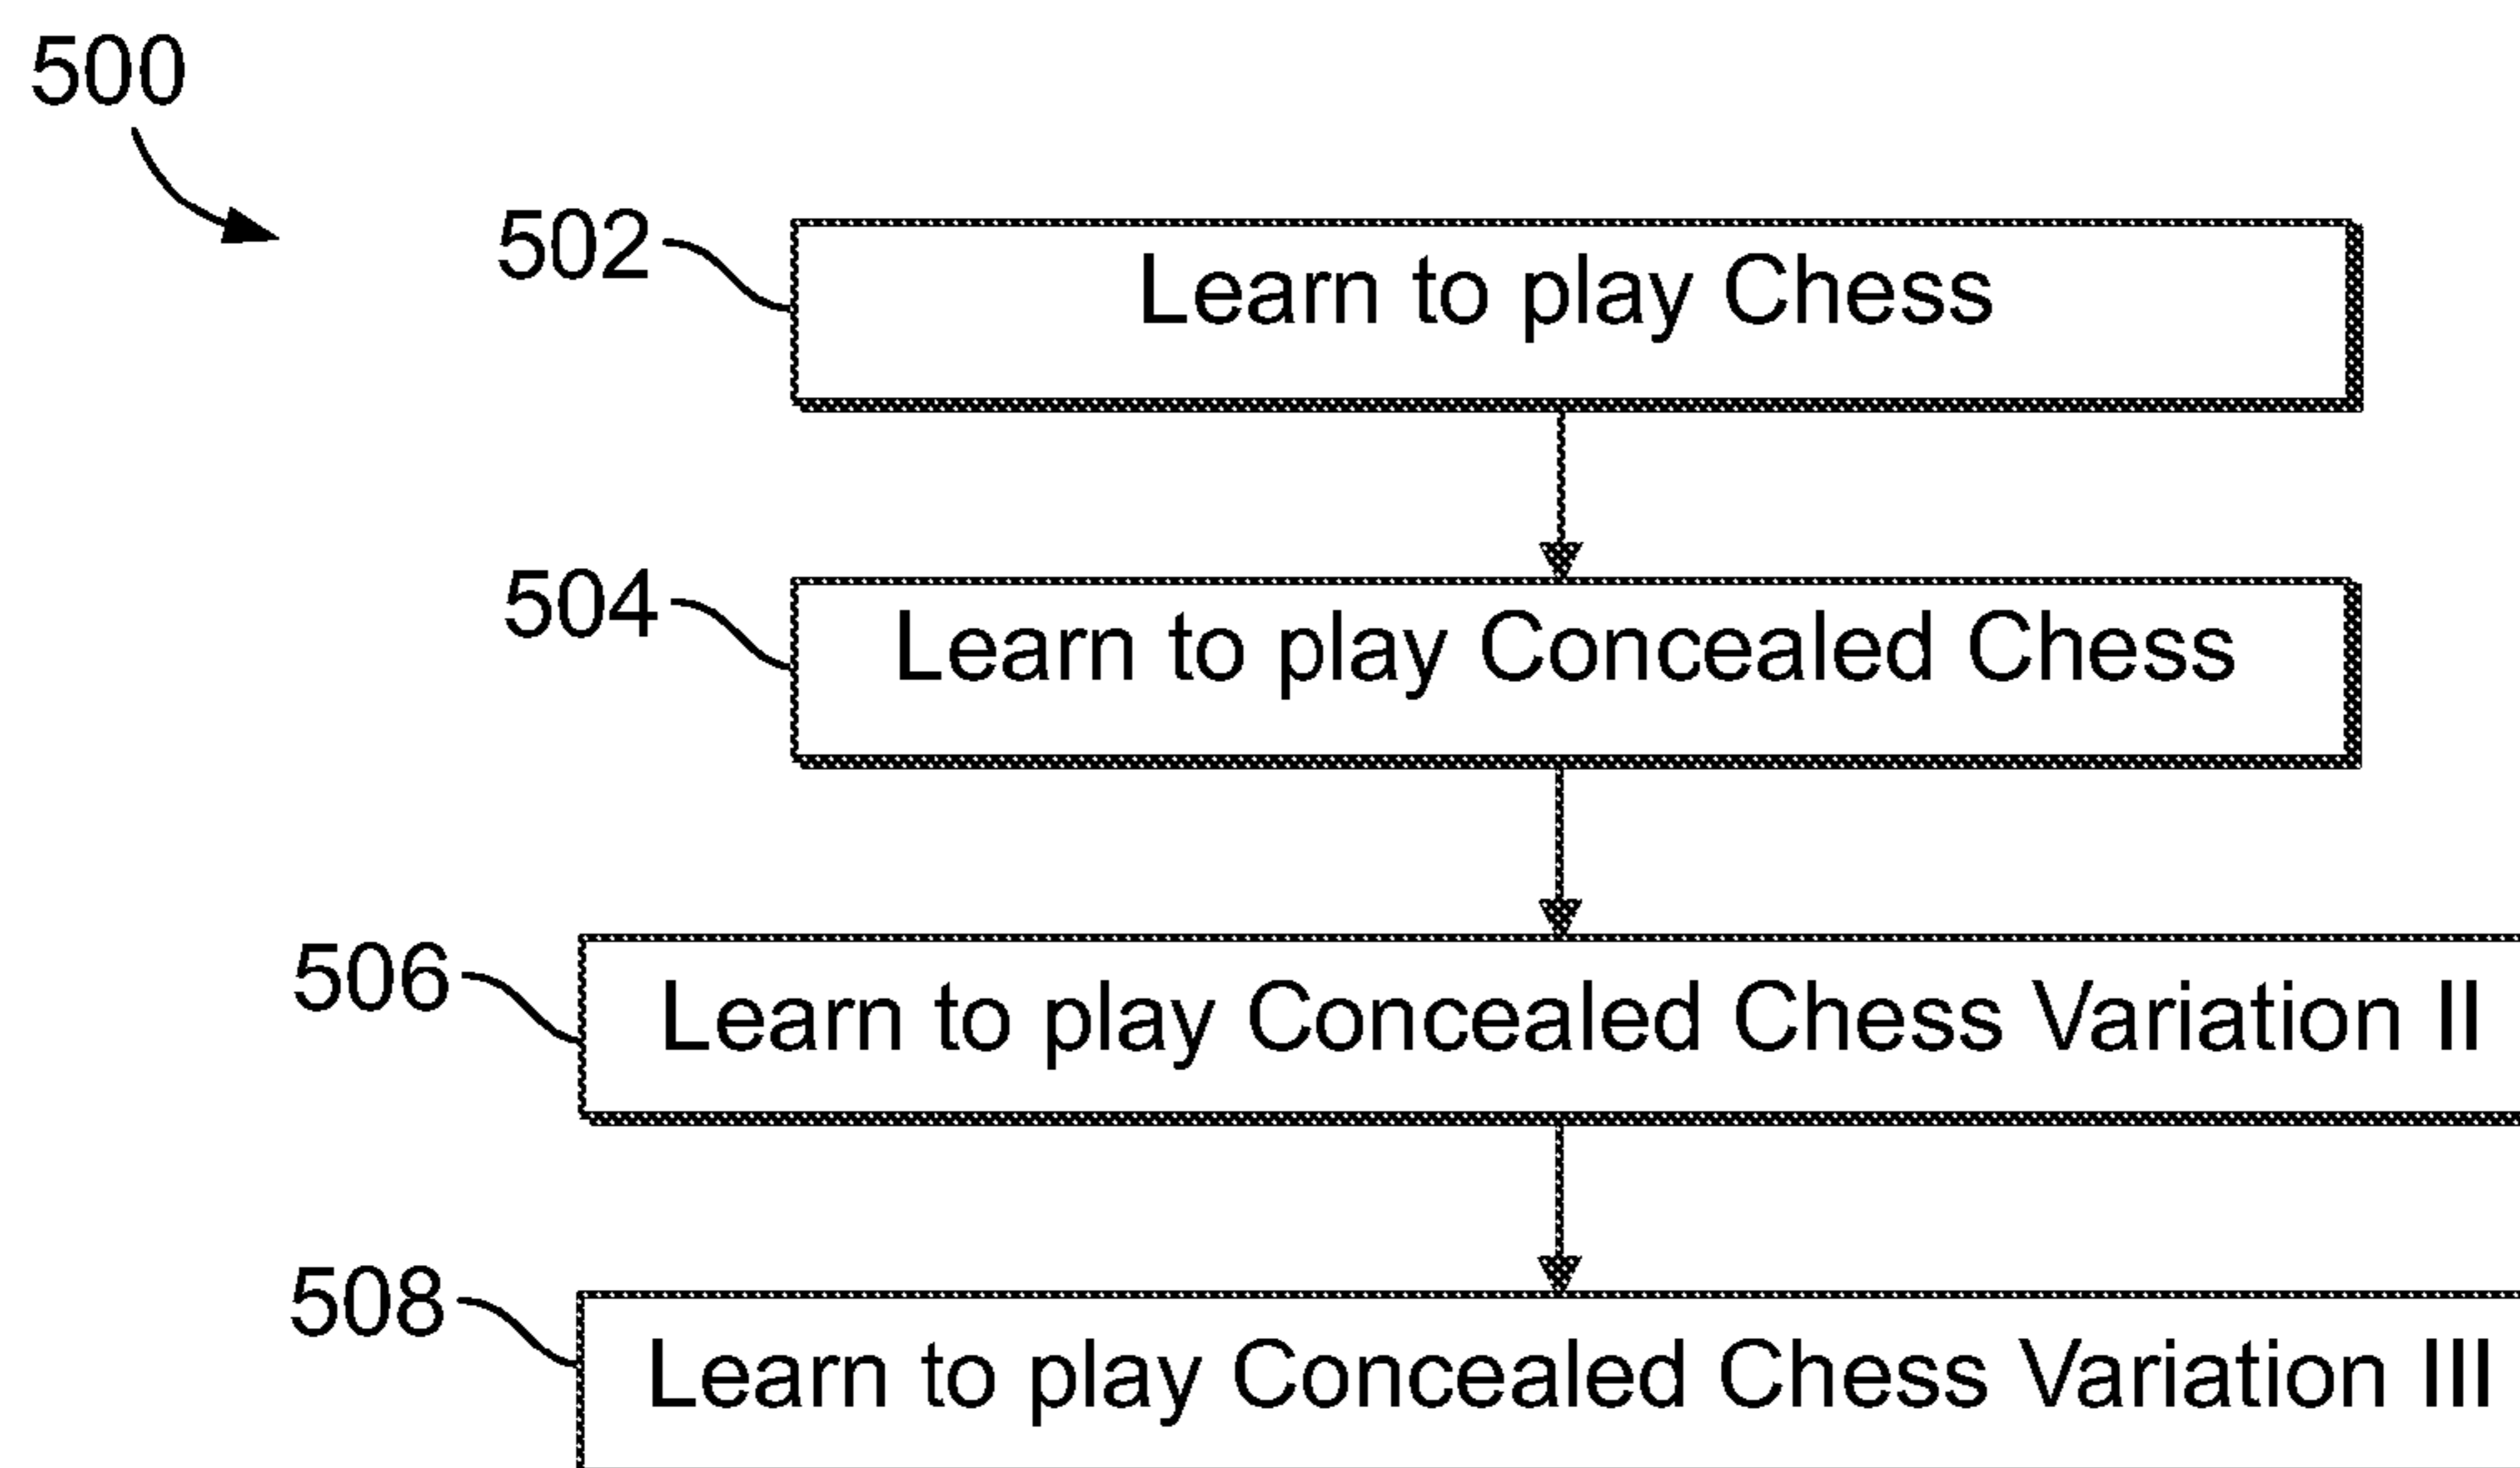 500
502
Learn to play Chess
504
Learn to play Concealed Chess
506
Learn to play Concealed Chess Variation II
508
Learn to play Concealed Chess Variation III